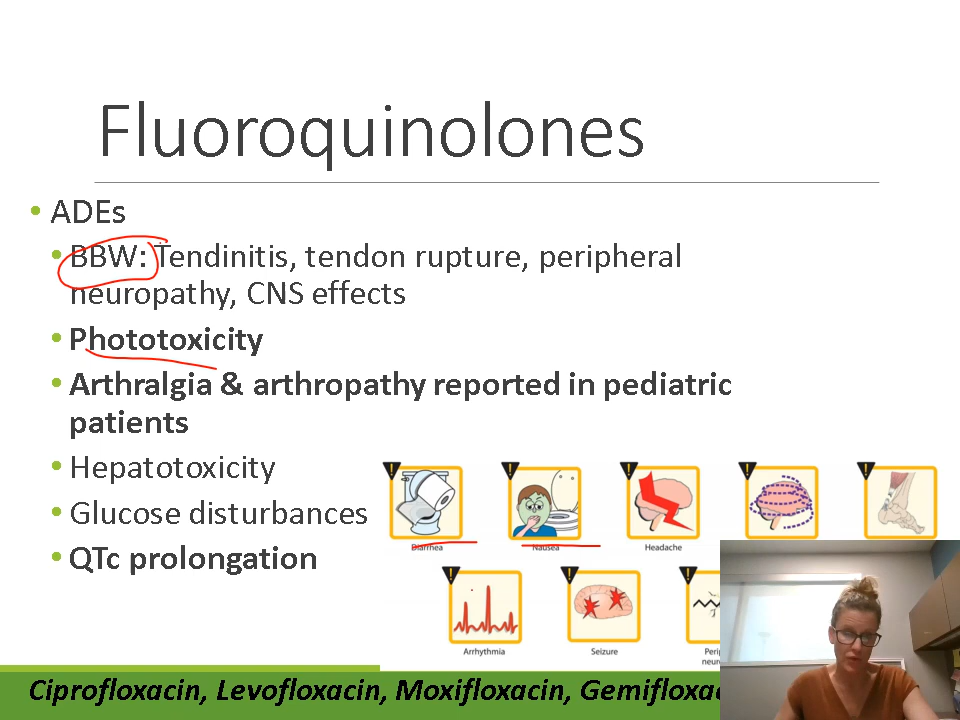 Fluoroquinolones
• ADEs
• BBW: Tendinitis, tendon rupture, peripheral
neuropathy, CNS effects
• Phototoxicity
• Arthralgia & arthropathy reported in pediatric
patients
• Hepatotoxicity
• Glucose disturbances
• QTc prolongation
Diarrhea Nausea Headache
Arrhythmia Seizure
Ciprofloxacin, Levofloxacin, Moxifloxacin,